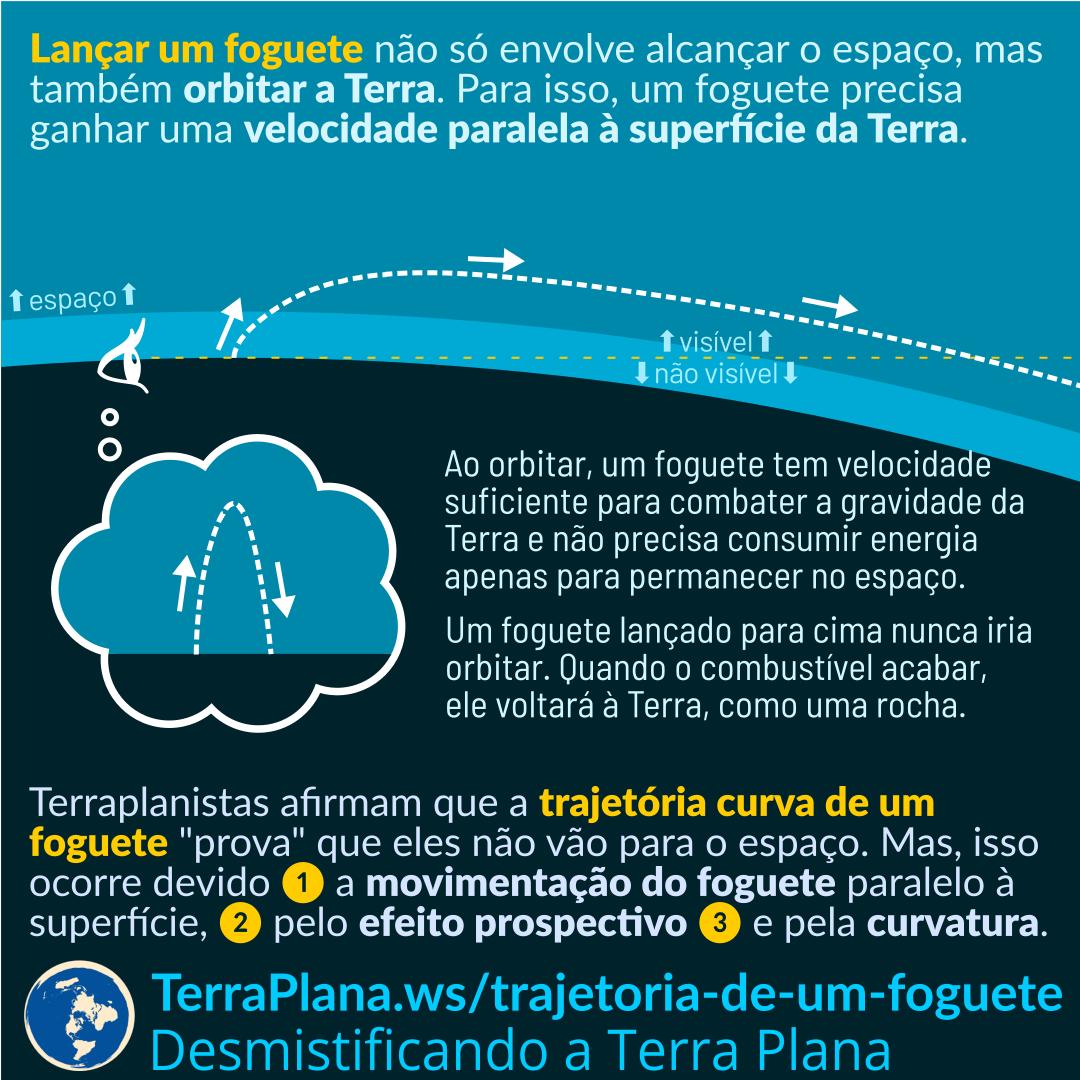 Lançar um foguete não só envolve alcançar o espaço, mas
também orbitar a Terra. Para isso, um foguete precisa
ganhar uma velocidade paralela à superfície da Terra.
espaço
visível
não visível
Ao orbitar, um foguete tem velocidade
suficiente para combater a gravidade da
Terra e não precisa consumir energia
apenas para permanecer no espaço.
Um foguete lançado para cima nunca iria
orbitar. Quando o combustível acabar,
ele voltará à Terra, como uma rocha.
Terraplanistas afirmam que a trajetória curva de um
foguete "prova" que eles não vão para o espaço. Mas, isso
ocorre devido 1 a movimentação do foguete paralelo à
superfície, 2 pelo efeito prospectivo 3 e pela curvatura.
TerraPlana.ws/trajetoria-de-um-foguete
Desmistificando a Terra Plana